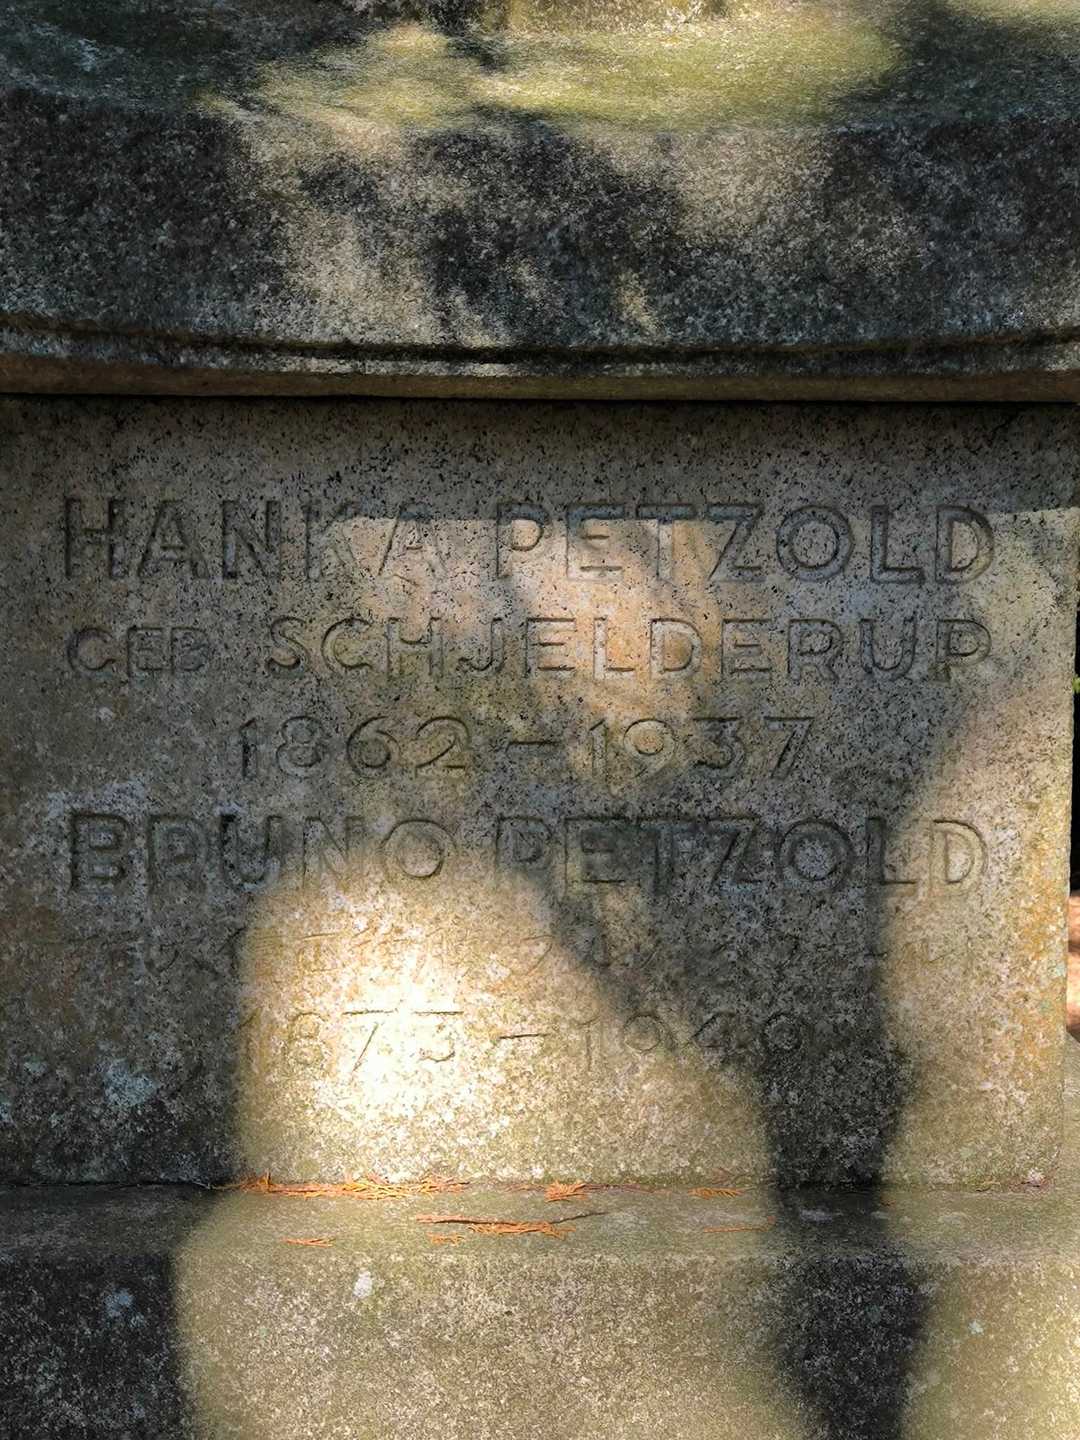 HANKA PETZOLD
GEB. SCHJELDERUP
1862 – 1937
BRUNO PETZOLD
1873 – 1949